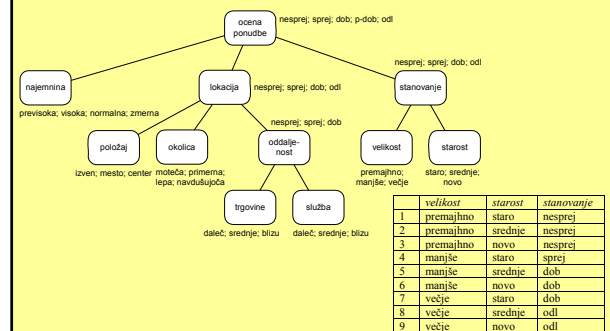 ocena
ponudbe
nesprej; sprej; dob; p-dob; odl
nesprej; sprej; dob; odl
najemnina
lokacija
nesprej; sprej; dob; odl
stanovanje
previsoka; visoka; normalna; zmerna
nesprej; sprej; dob
položaj
okolica
oddalje-
nost
velikost
starost
izven; mesto; center
moteča; primerna;
lepa; navdušujoča
premajhno;
manjše; večje
staro; srednje;
novo
trgovine
služba
daleč; srednje; blizu
daleč; srednje; blizu
velikost starost stanovanje
1 premajhno staro nesprej
2 premajhno srednje nesprej
3 premajhno novo nesprej
4 manjše staro sprej
5 manjše srednje dob
6 manjše novo dob
7 večje staro dob
8 večje srednje odl
9 večje novo odl